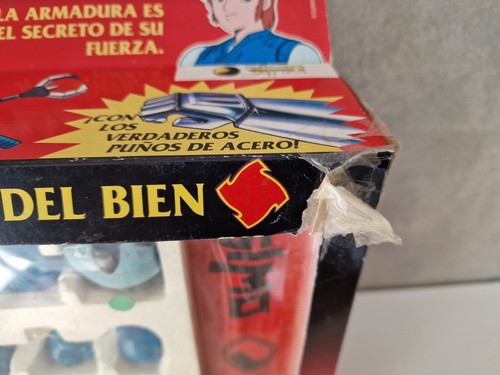 LA ARMADURA ES
EL SECRETO DE SU
FUERZA.
¡CON
LOS
VERDADEROS
PUÑOS DE ACERO!
DEL BIEN